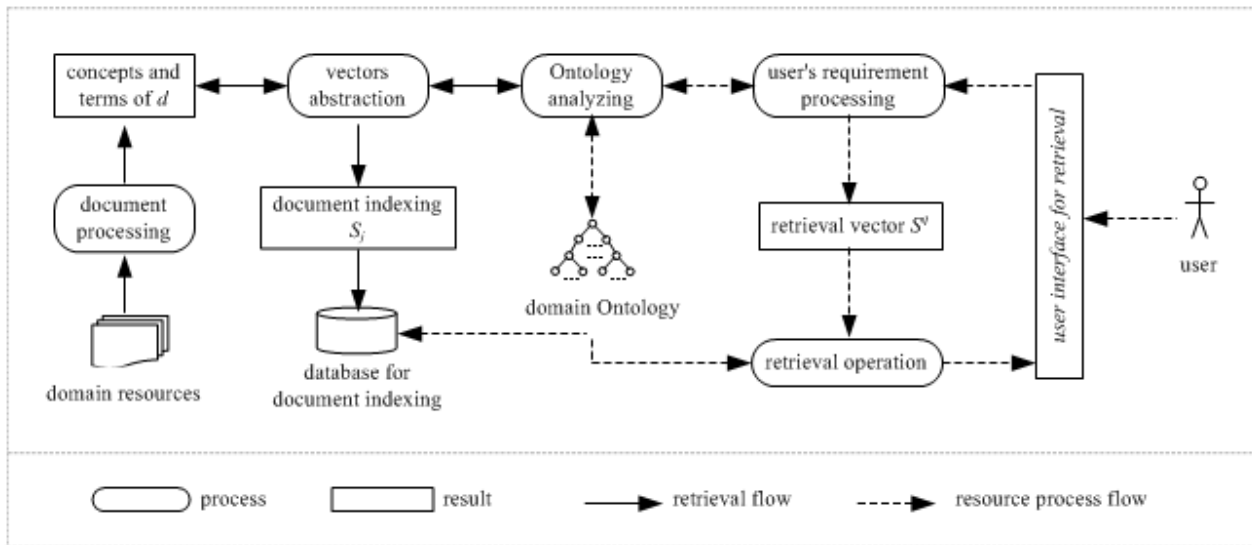 concepts and
terms of d
vectors
abstraction
Ontology
analyzing
user's requirement
processing
user interface for retrieval
document
processing
document indexing
Sj
retrieval vector Sq
user
domain Ontology
domain resources
database for
document indexing
retrieval operation
process
result
retrieval flow
resource process flow